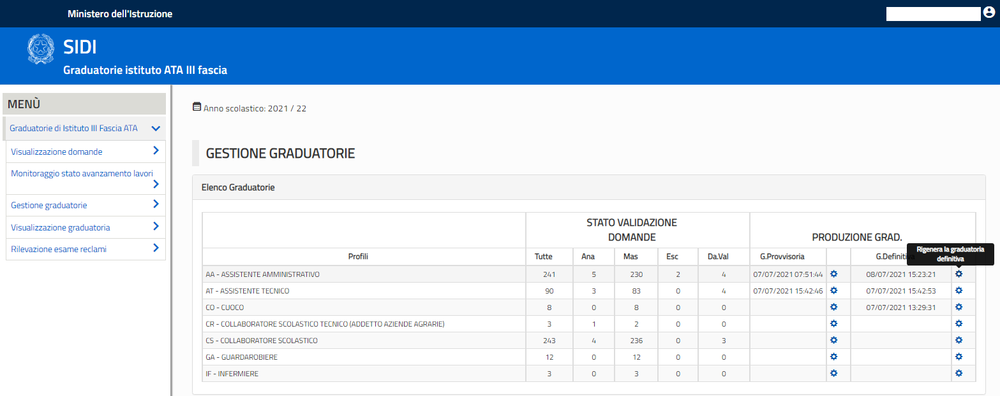 Ministero dell'Istruzione
SIDI
Graduatorie istituto ATA III fascia
MENÙ
Graduatorie di Istituto III Fascia ATA
Visualizzazione domande
Monitoraggio stato avanzamento lavori
Gestione graduatorie
Visualizzazione graduatoria
Rilevazione esame reclami
Anno scolastico: 2021 / 22
GESTIONE GRADUATORIE
Elenco Graduatorie
STATO VALIDAZIONE
DOMANDE
PRODUZIONE GRAD.
Rigenera la graduatoria
definitiva
Profili Tutte Ana Mas Esc Da.Val G.Provvisoria G.Definitiva
AA - ASSISTENTE AMMINISTRATIVO 241 5 230 2 4 07/07/2021 07:51:44 08/07/2021 15:23:21
AT - ASSISTENTE TECNICO 90 3 83 0 4 07/07/2021 15:42:46 07/07/2021 15:42:53
CO - CUOCO 8 0 8 0 0 07/07/2021 13:29:31
CR - COLLABORATORE SCOLASTICO TECNICO (ADDETTO AZIENDE AGRARIE) 3 1 2 0 0
CS - COLLABORATORE SCOLASTICO 243 4 236 0 3
GA - GUARDAROBIERE 12 0 12 0 0
IF - INFERMIERE 3 0 3 0 0